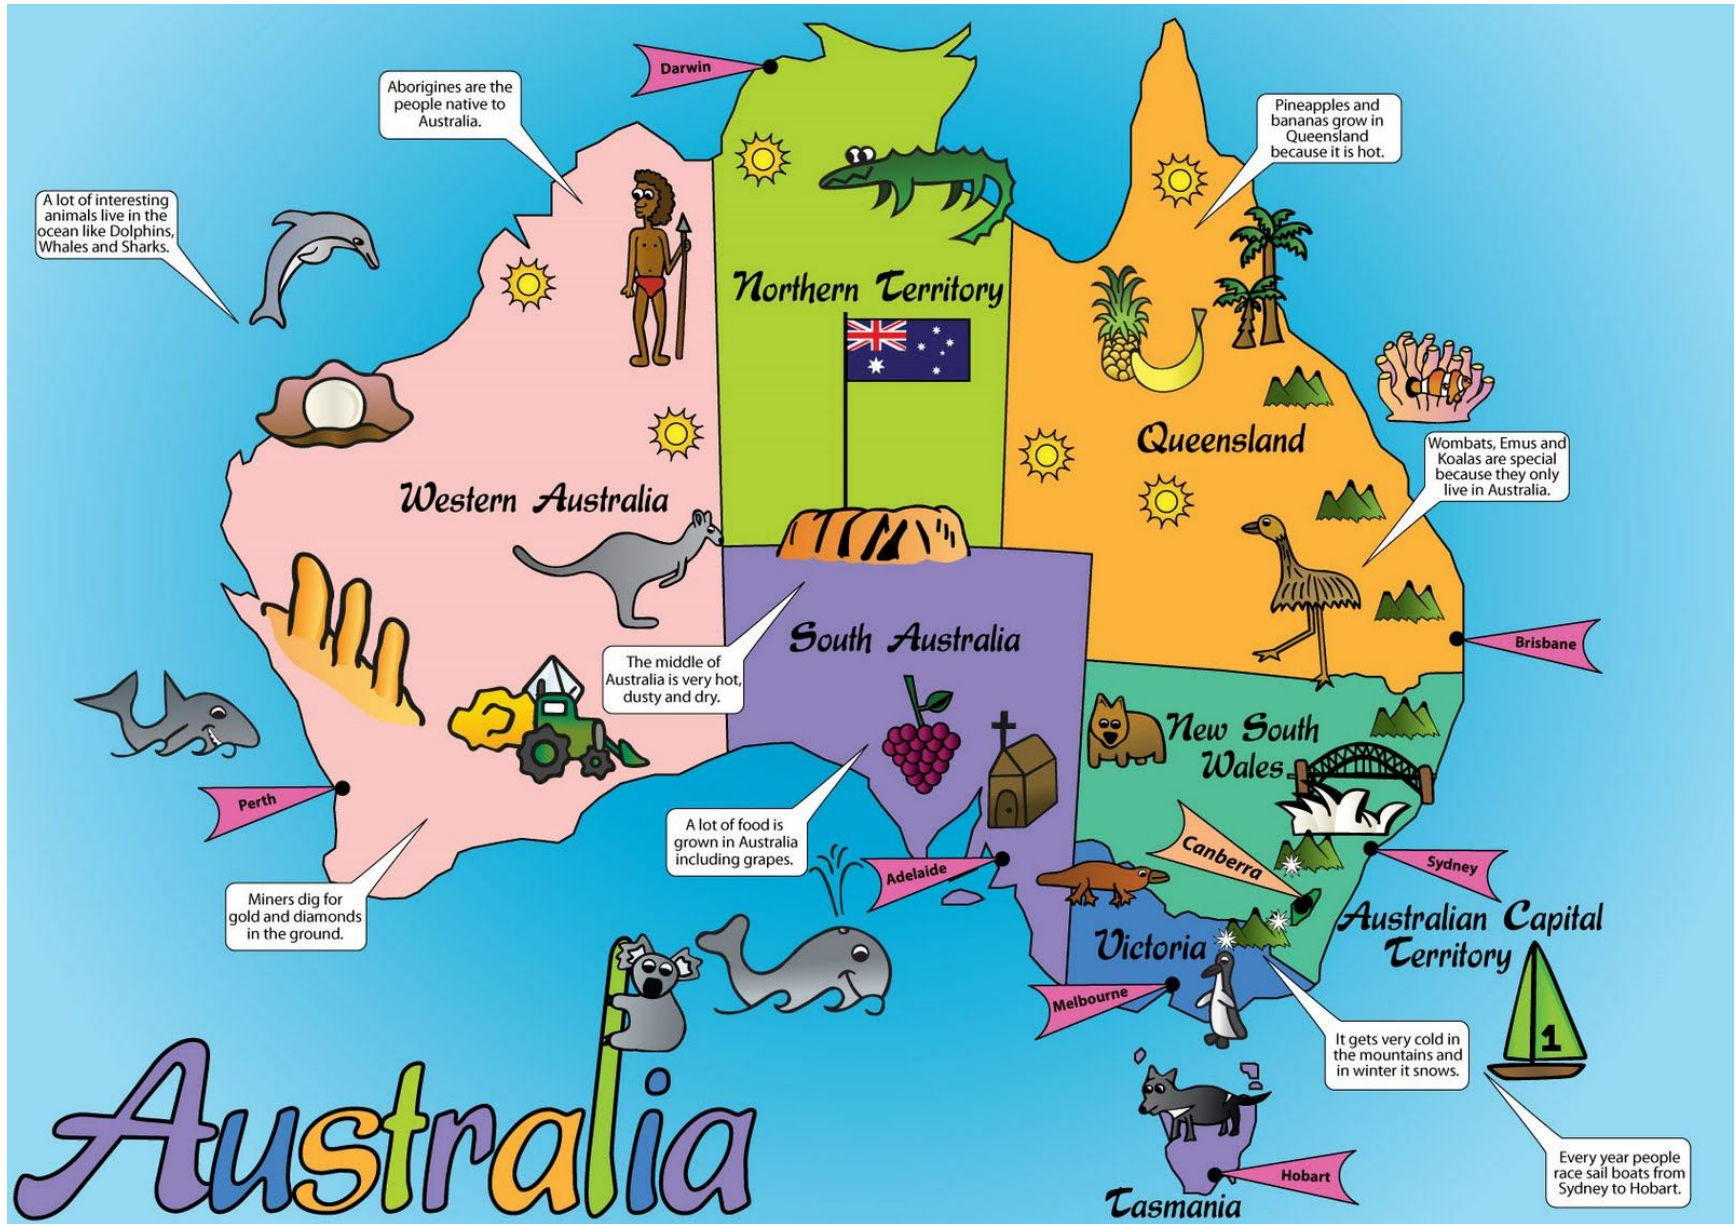 Darwin
Aborigines are the
people native to
Australia.
Pineapples and
bananas grow in
Queensland
because it is hot.
A lot of interesting
animals live in the
ocean like Dolphins,
Whales and Sharks.
Northern Territory
Queensland
Wombats, Emus and
Koalas are special
because they only
live in Australia.
Western Australia
South Australia
Brisbane
The middle of
Australia is very hot,
dusty and dry.
New South
Wales
Perth
A lot of food is
grown in Australia
including grapes.
Adelaide
Canberra
Sydney
Miners dig for
gold and diamonds
in the ground.
Australian Capital
Territory
Victoria
Melbourne
It gets very cold in
the mountains and
in winter it snows.
1
Australia
Every year people
race sail boats from
Sydney to Hobart.
Hobart
Tasmania